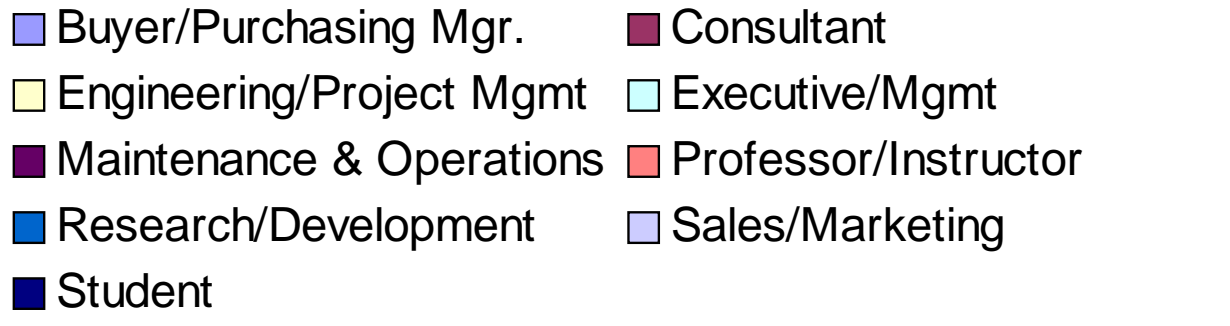 Buyer/Purchasing Mgr. Consultant
Engineering/Project Mgmt Executive/Mgmt
Maintenance & Operations Professor/Instructor
Research/Development Sales/Marketing
Student